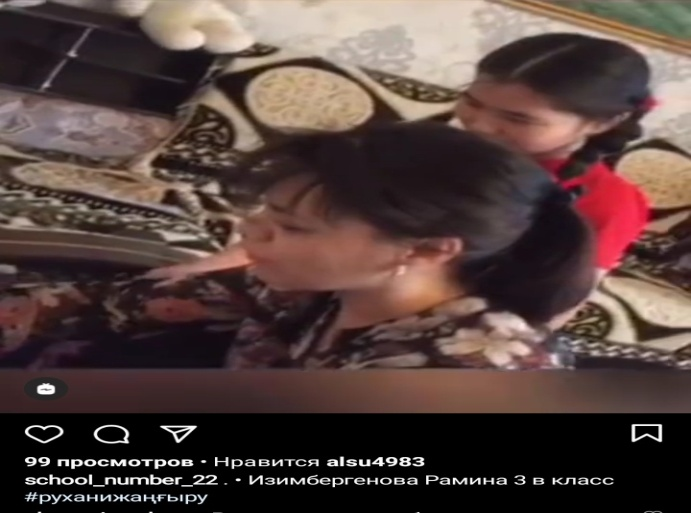 99 просмотров • Нравится alsu4983
school_number_22 . • Изимбергенова Рамина 3 в класс
#руханижаңғыру